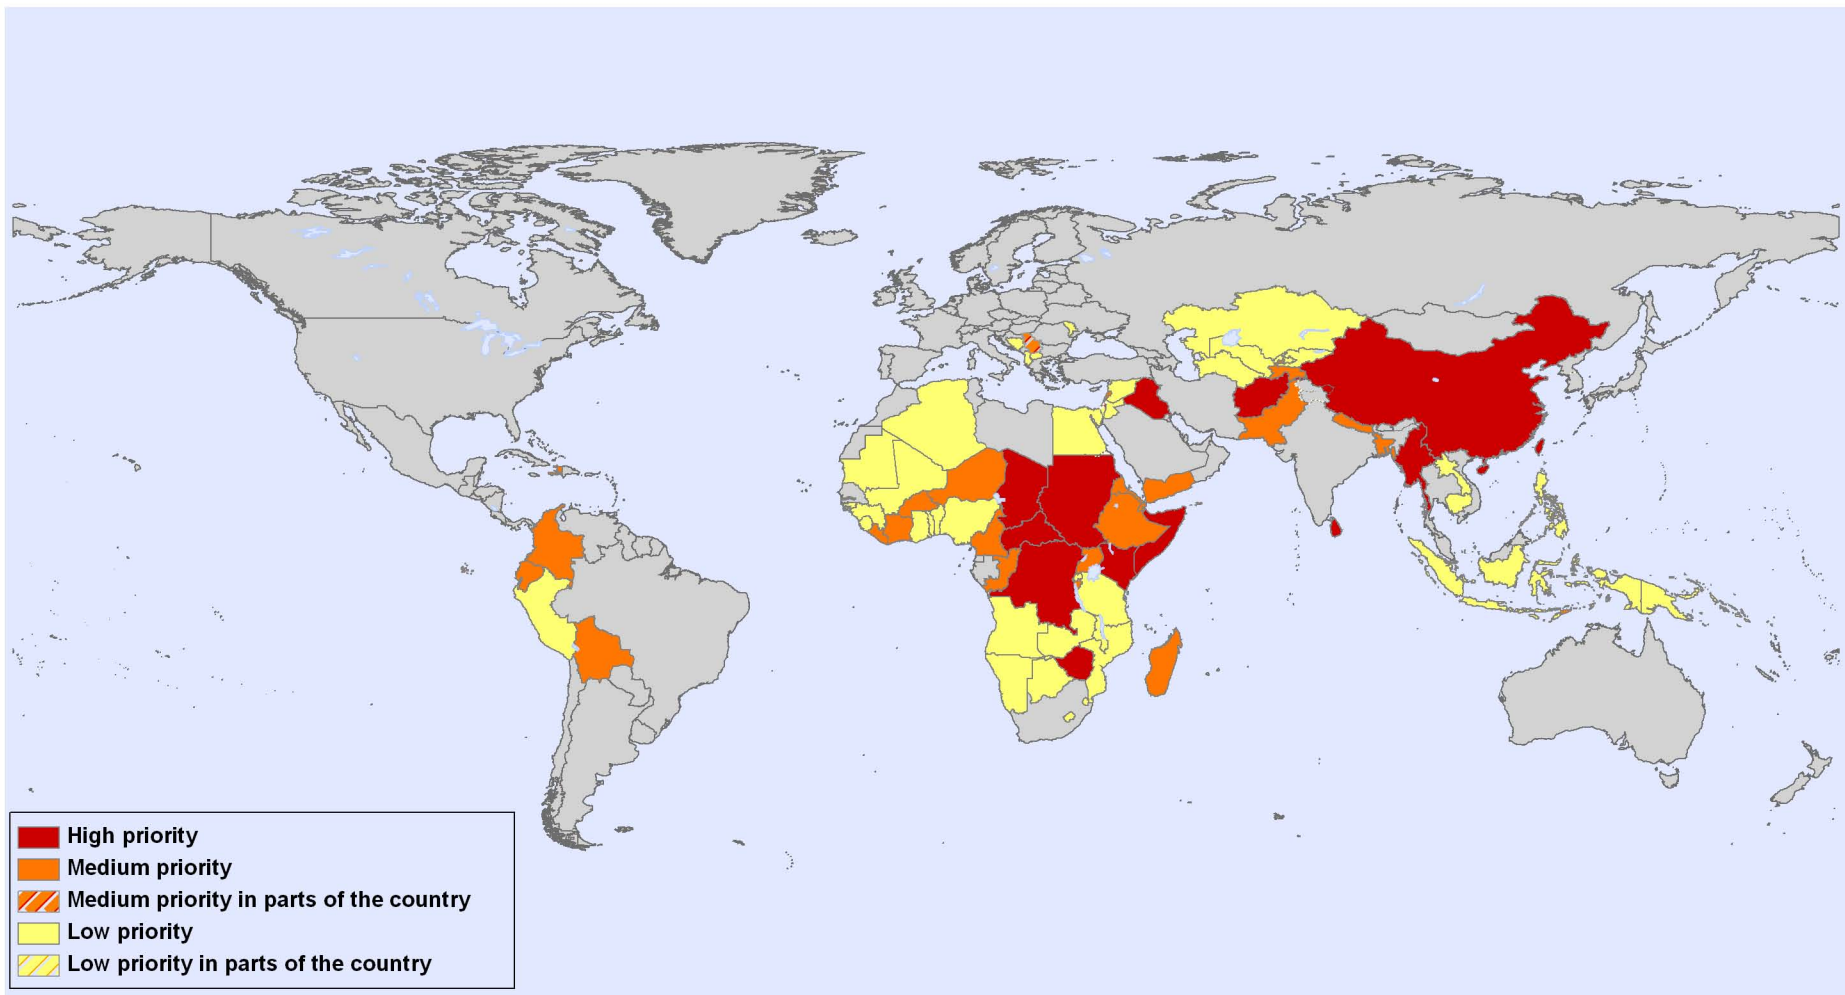 High priority
Medium priority
Medium priority in parts of the country
Low priority
Low priority in parts of the country